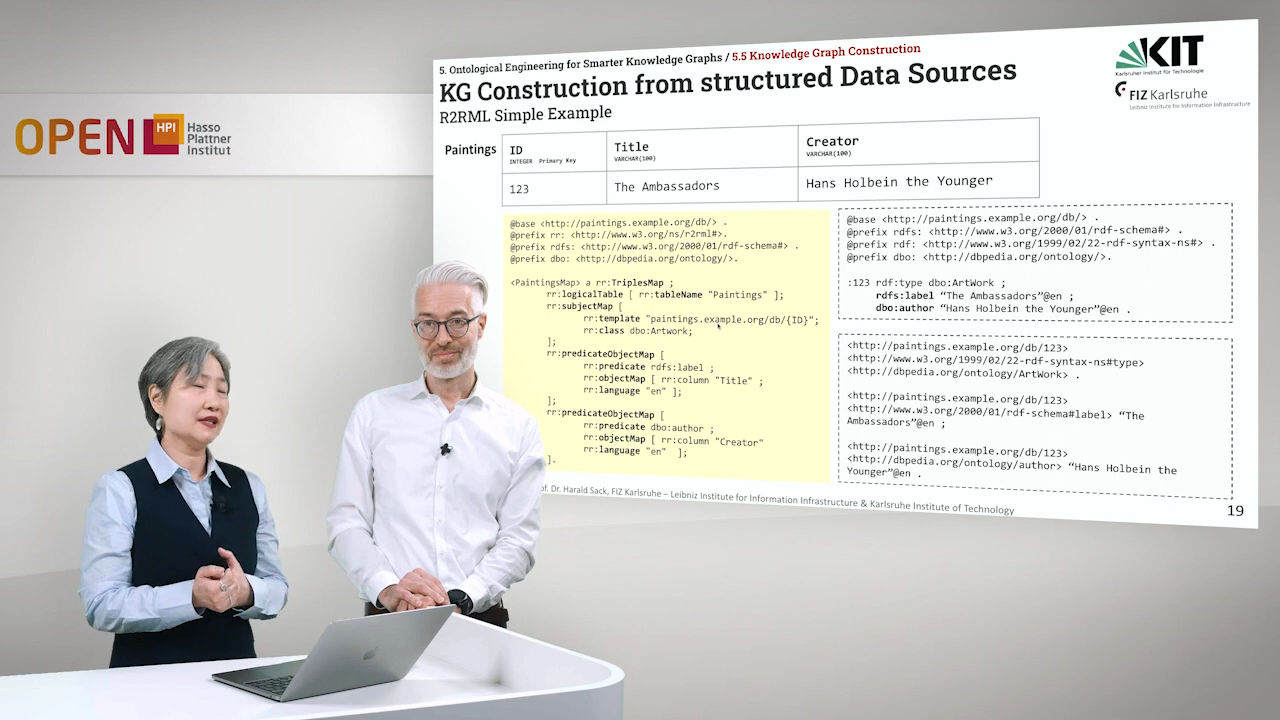 OPEN HPI Hasso
Plattner
Institut
5. Ontological Engineering for Smarter Knowledge Graphs / 5.5 Knowledge Graph Construction
KG Construction from structured Data Sources
R2RML Simple Example
KIT
Karlsruher Institut für Technologie
FIZ Karlsruhe
Leibniz Institute for Information Infrastructure
Paintings
ID Title Creator
INTEGER Primary Key VARCHAR(100) VARCHAR(100)
123 The Ambassadors Hans Holbein the Younger
@base <http://paintings.example.org/db/> .
@prefix rr: <http://www.w3.org/ns/r2rml#>.
@prefix rdfs: <http://www.w3.org/2000/01/rdf-schema#> .
@prefix dbo: <http://dbpedia.org/ontology/>.
<PaintingsMap> a rr:TriplesMap ;
rr:logicalTable [ rr:tableName "Paintings" ];
rr:subjectMap [
rr:template "paintings.example.org/db/{ID}";
rr:class dbo:Artwork;
];
rr:predicateObjectMap [
rr:predicate rdfs:label ;
rr:objectMap [ rr:column "Title" ;
rr:language "en" ];
];
rr:predicateObjectMap [
rr:predicate dbo:author ;
rr:objectMap [ rr:column "Creator"
rr:language "en" ];
].
@base <http://paintings.example.org/db/> .
@prefix rdfs: <http://www.w3.org/2000/01/rdf-schema#> .
@prefix rdf: <http://www.w3.org/1999/02/22-rdf-syntax-ns#> .
@prefix dbo: <http://dbpedia.org/ontology/>.
:123 rdf:type dbo:ArtWork ;
rdfs:label “The Ambassadors”@en ;
dbo:author “Hans Holbein the Younger”@en .
<http://paintings.example.org/db/123>
<http://www.w3.org/1999/02/22-rdf-syntax-ns#type>
<http://dbpedia.org/ontology/ArtWork> .
<http://paintings.example.org/db/123>
<http://www.w3.org/2000/01/rdf-schema#label> “The
Ambassadors”@en ;
<http://paintings.example.org/db/123>
<http://dbpedia.org/ontology/author> “Hans Holbein the
Younger”@en .
Dr. Harald Sack, FIZ Karlsruhe – Leibniz Institute for Information Infrastructure & Karlsruhe Institute of Technology
19